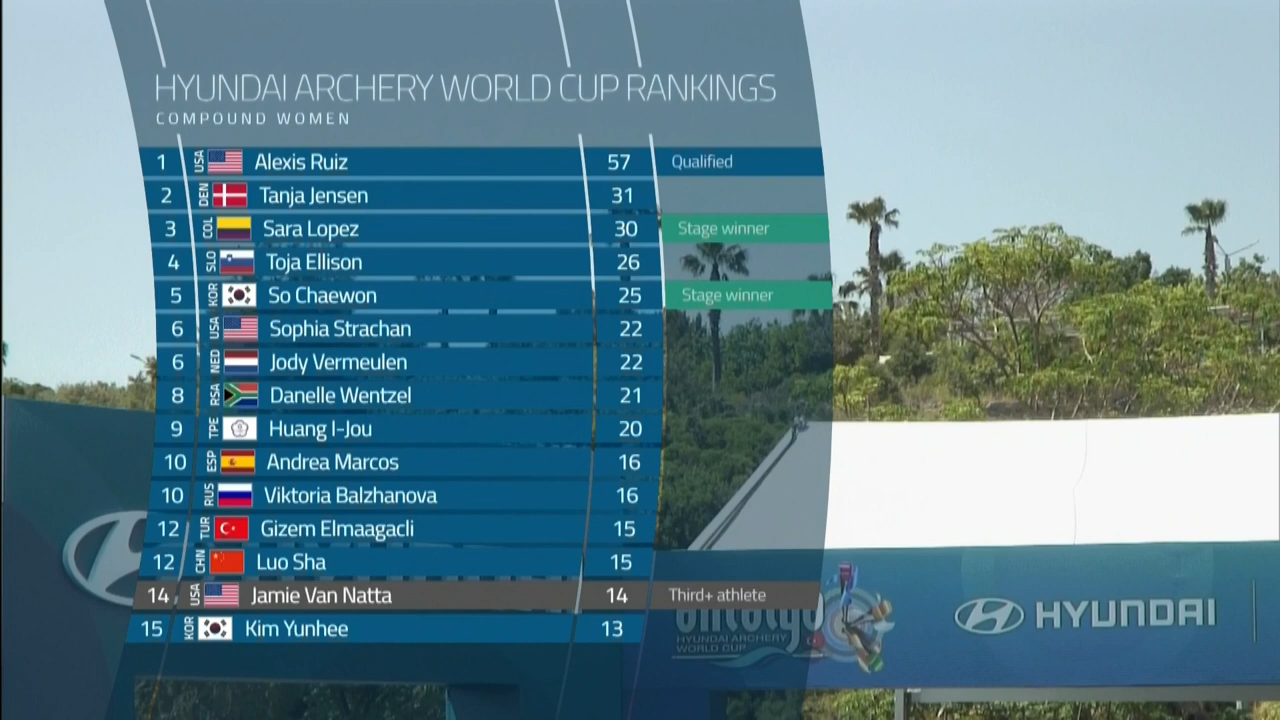 HYUNDAI ARCHERY WORLD CUP RANKINGS
COMPOUND WOMEN
1 USA Alexis Ruiz 57 Qualified
2 DEN Tanja Jensen 31
3 COL Sara Lopez 30 Stage winner
4 SLO Toja Ellison 26
5 KOR So Chaewon 25 Stage winner
6 USA Sophia Strachan 22
6 NED Jody Vermeulen 22
8 RSA Danelle Wentzel 21
9 TPE Huang I-Jou 20
10 ESP Andrea Marcos 16
10 RUS Viktoria Balzhanova 16
12 TUR Gizem Elmaagacli 15
12 CHN Luo Sha 15
14 USA Jamie Van Natta 14 Third+ athlete
15 KOR Kim Yunhee 13
HYUNDAI ARCHERY
WORLD CUP
HYUNDAI